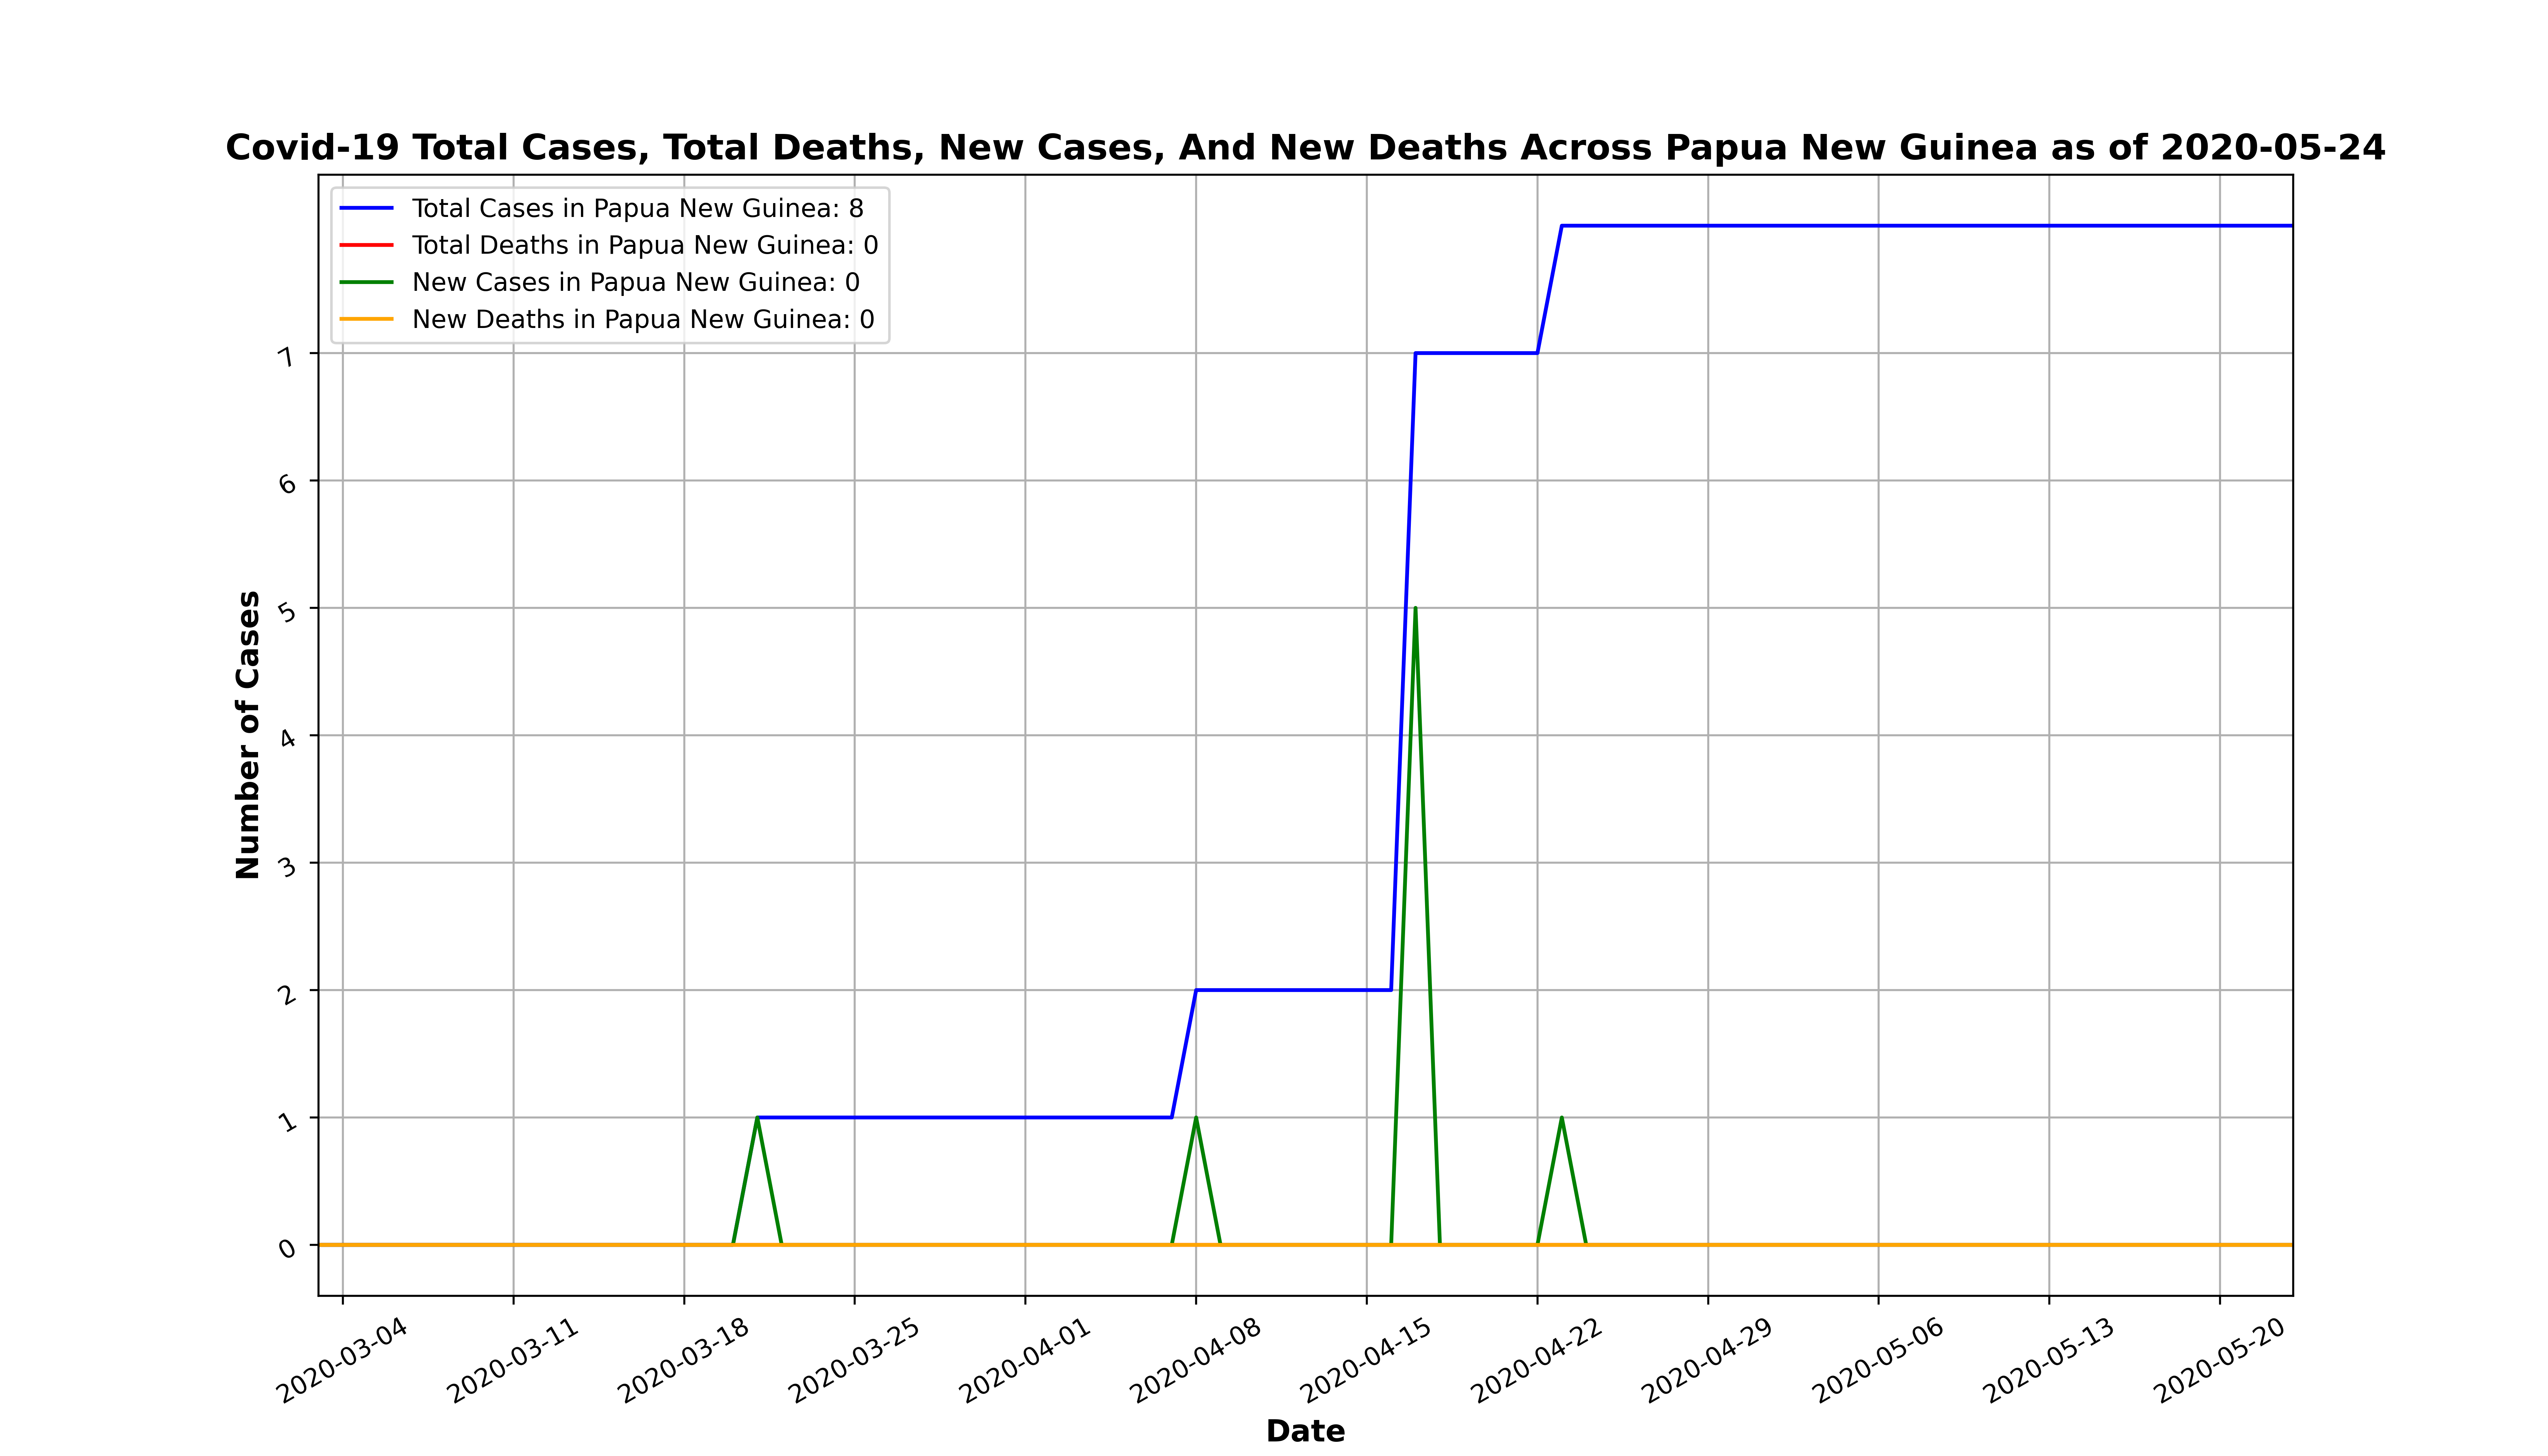 Covid-19 Total Cases, Total Deaths, New Cases, And New Deaths Across Papua New Guinea as of 2020-05-24
Total Cases in Papua New Guinea: 8
Total Deaths in Papua New Guinea: 0
New Cases in Papua New Guinea: 0
New Deaths in Papua New Guinea: 0
Number of Cases
7
6
5
4
3
2
1
0
2020-03-04
2020-03-11
2020-03-18
2020-03-25
2020-04-01
2020-04-08
2020-04-15
2020-04-22
2020-04-29
2020-05-06
2020-05-13
2020-05-20
Date